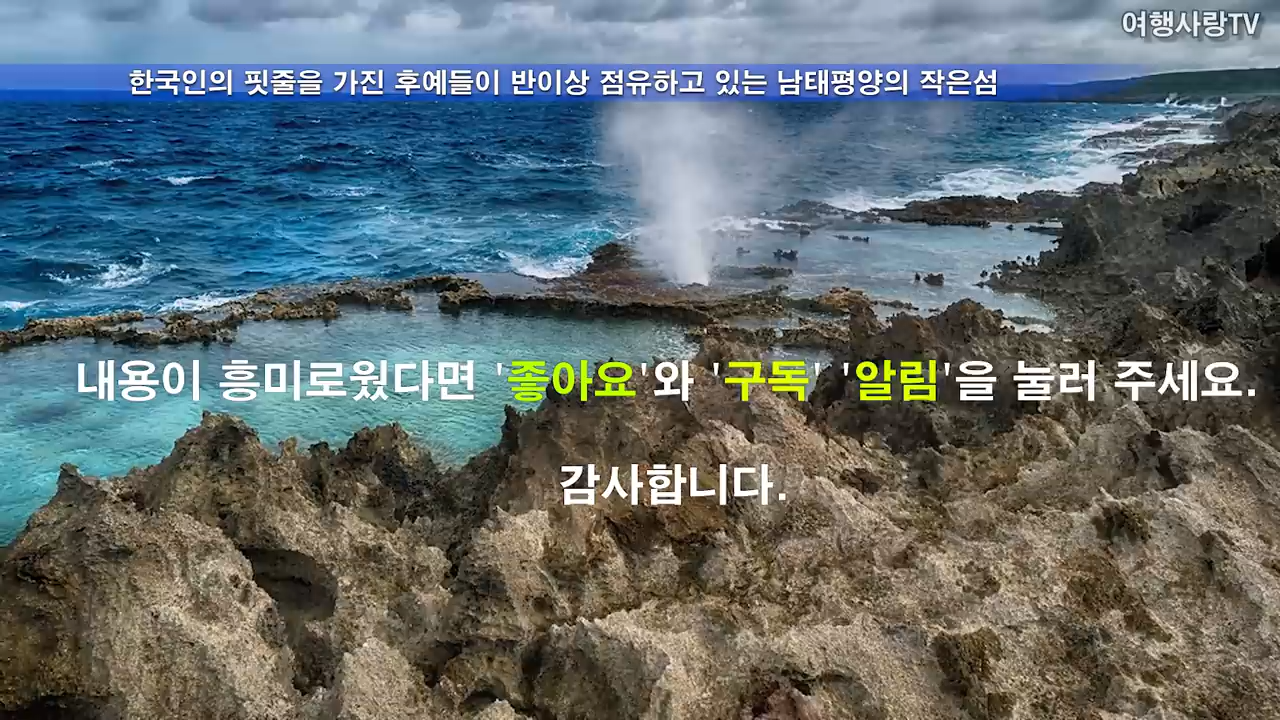 여행사랑TV
한국인의 핏줄을 가진 후예들이 반이상 점유하고 있는 남태평양의 작은섬
내용이 흥미로웠다면 '좋아요'와 '구독' '알림'을 눌러 주세요.
감사합니다.